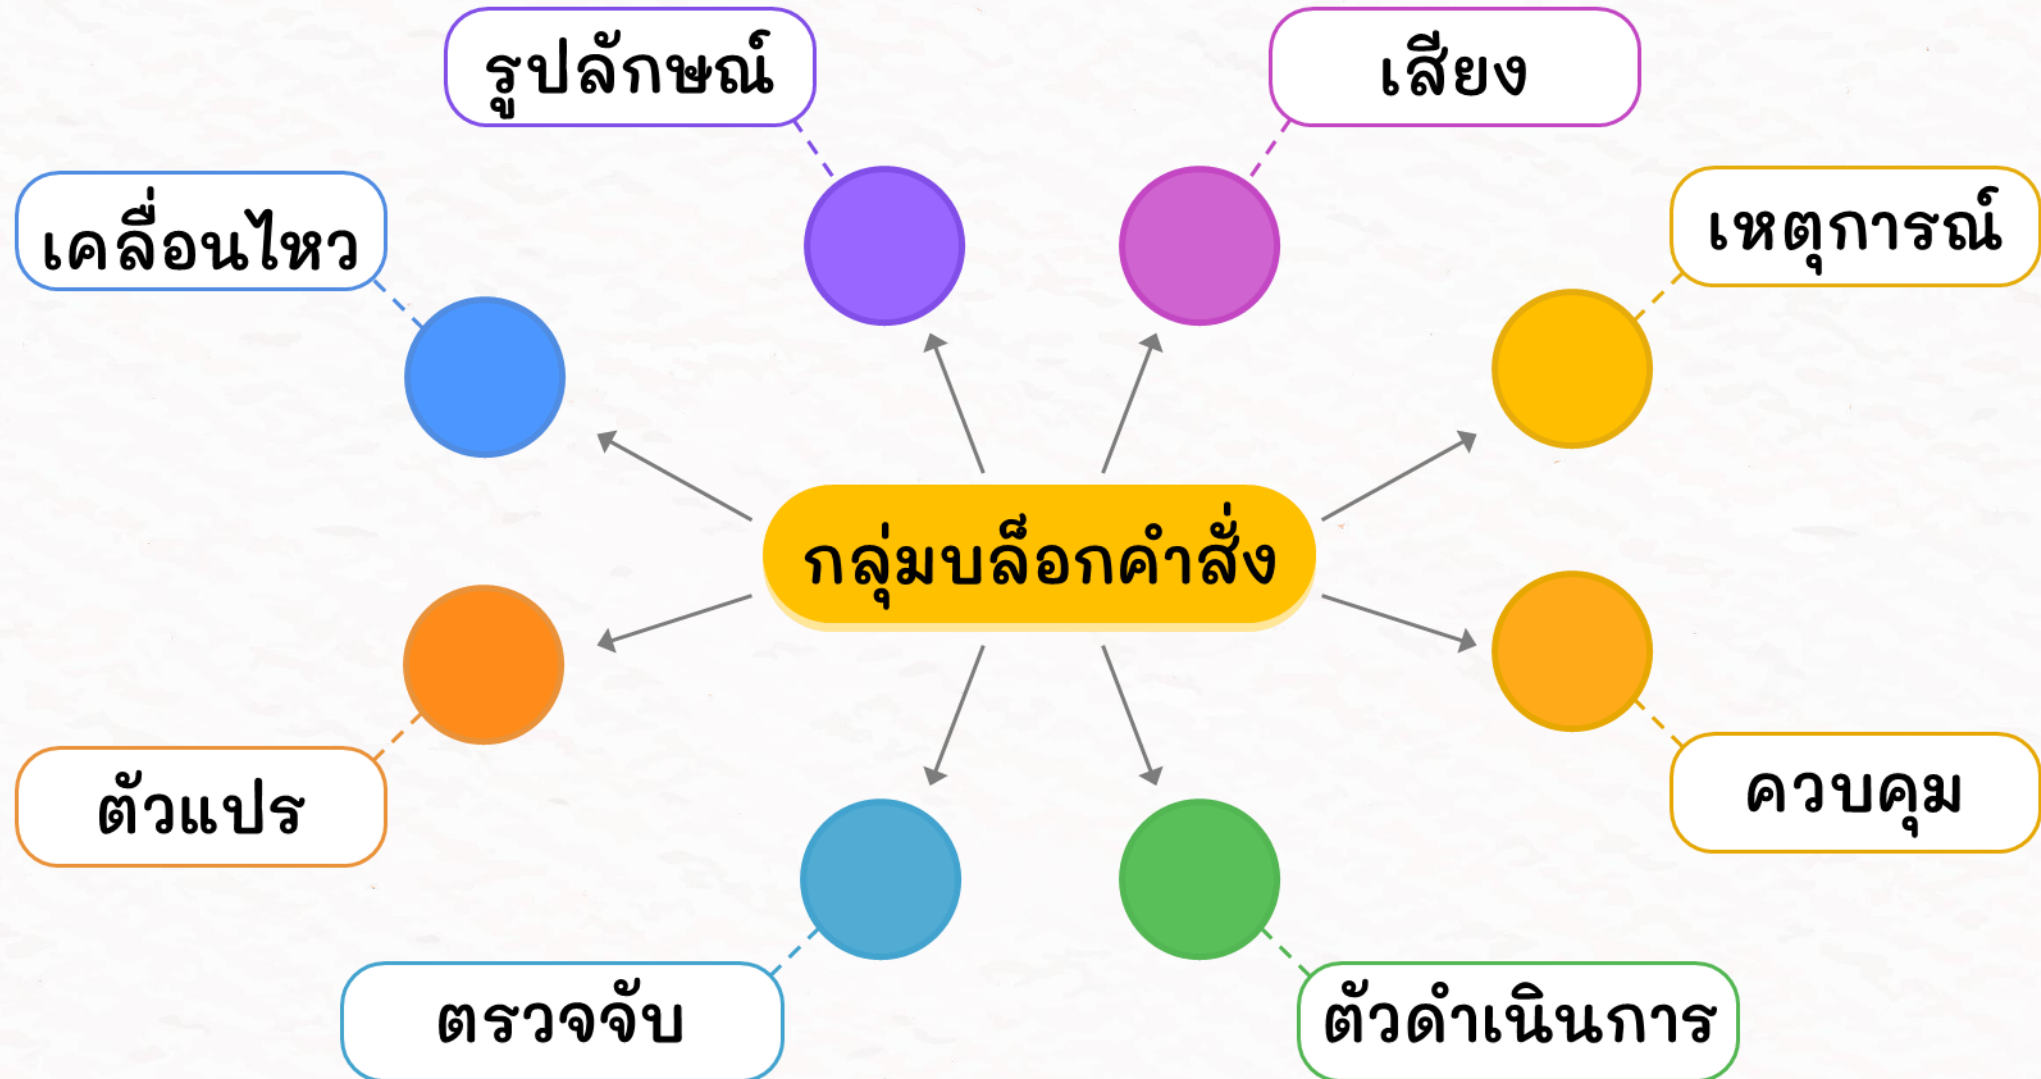 รูปลักษณ์
เสียง
เคลื่อนไหว
เหตุการณ์
กลุ่มบล็อกคำสั่ง
ตัวแปร
ควบคุม
ตรวจจับ
ตัวดำเนินการ